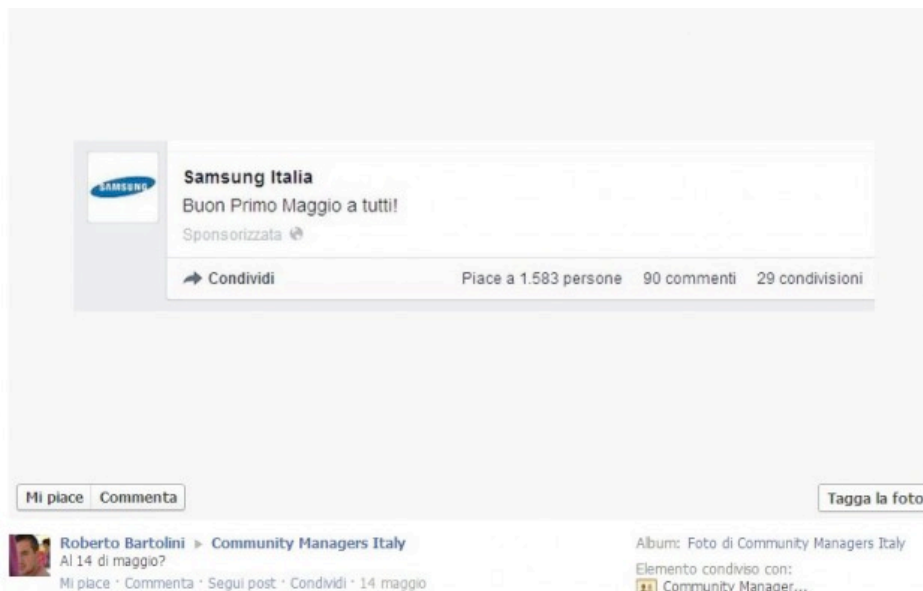 SAMSUNG
Samsung Italia
Buon Primo Maggio a tutti!
Sponsorizzata
Condividi
Piace a 1.583 persone 90 commenti 29 condivisioni
Mi piace Commenta
Tagga la foto
Roberto Bartolini ▸ Community Managers Italy
Al 14 di maggio?
Mi piace · Commenta · Segui post · Condividi · 14 maggio
Album: Foto di Community Managers Italy
Elemento condiviso con:
Community Manager...